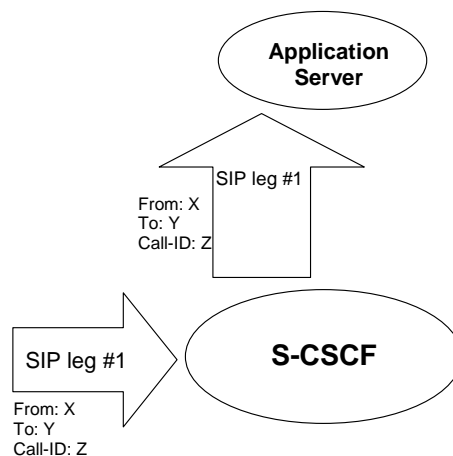 Application
Server
SIP leg #1
From: X
To: Y
Call-ID: Z
S-CSCF
SIP leg #1
From: X
To: Y
Call-ID: Z